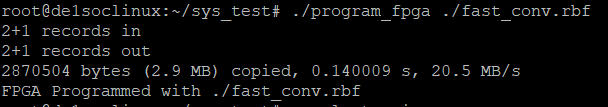 root@de1soclinux:~/sys_test# ./program_fpga ./fast_conv.rbf
2+1 records in
2+1 records out
2870504 bytes (2.9 MB) copied, 0.140009 s, 20.5 MB/s
FPGA Programmed with ./fast_conv.rbf